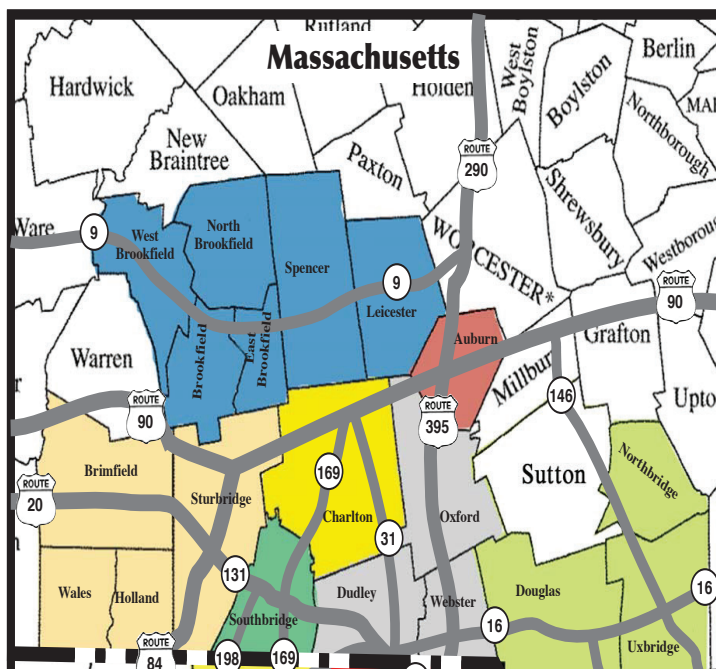 Rutland
Massachusetts
Berlin
Hardwick
Oakham
Holden
West
Boylston
Boylston
Northborough
New
Braintree
Paxton
ROUTE
290
Shrewsbury
Ware
9
West
Brookfield
North
Brookfield
Spencer
WORCESTER*
9
Leicester
Westboroug
ROUTE
90
Warren
Brookfield
East
Brookfield
Auburn
Millbur
Grafton
Upto
ROUTE
90
ROUTE
395
146
Brimfield
Sturbridge
169
Charlton
Sutton
Northbridge
ROUTE
20
31
Oxford
131
Wales
Holland
Southbridge
Dudley
Webster
Douglas
16
16
Uxbridge
ROUTE
84
198
169